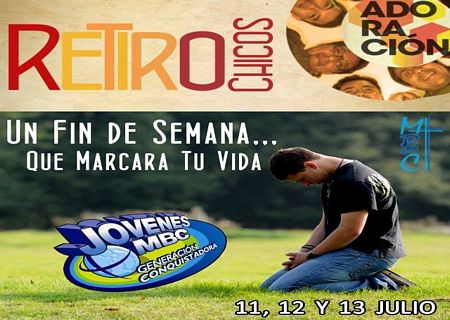 RETIRO
CHICOS
ADO
RA
CIÓN
UN FIN DE SEMANA...
QUE MARCARA TU VIDA
MBC
JOVENES
MBC
GENERACIÓN
CONQUISTADORA
11, 12 Y 13 JULIO